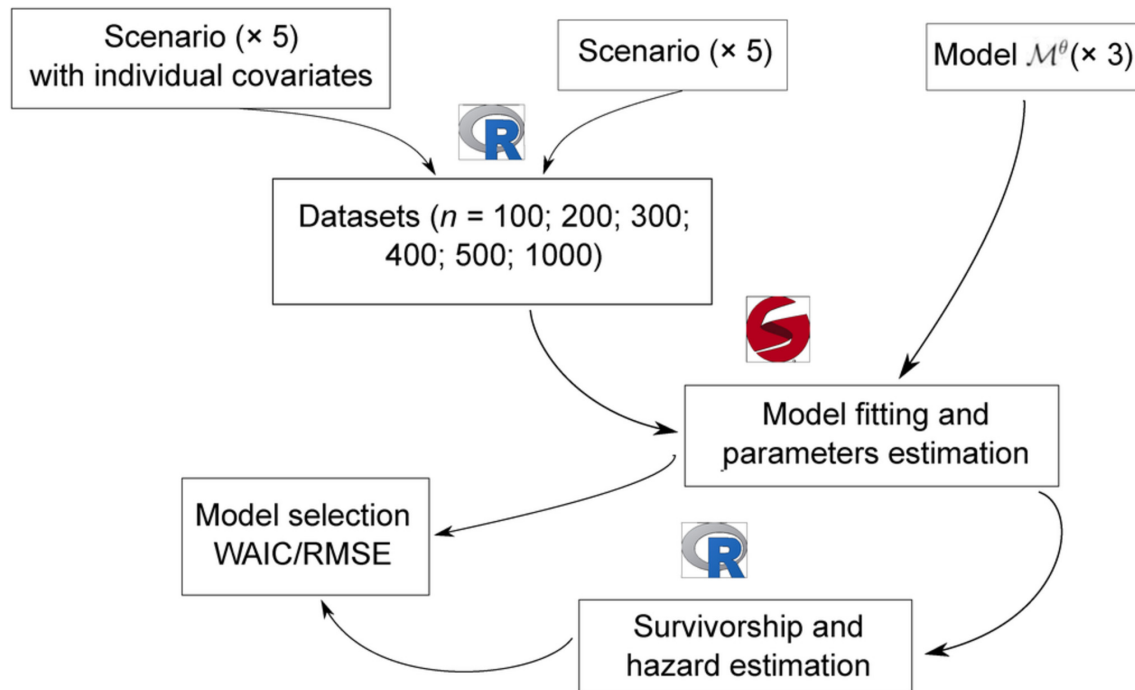 Scenario (× 5)
with individual covariates
Scenario (× 5)
Model ℳ^θ (× 3)
R
Datasets (n = 100; 200; 300;
400; 500; 1000)
Model fitting and
parameters estimation
Model selection
WAIC/RMSE
R
Survivorship and
hazard estimation